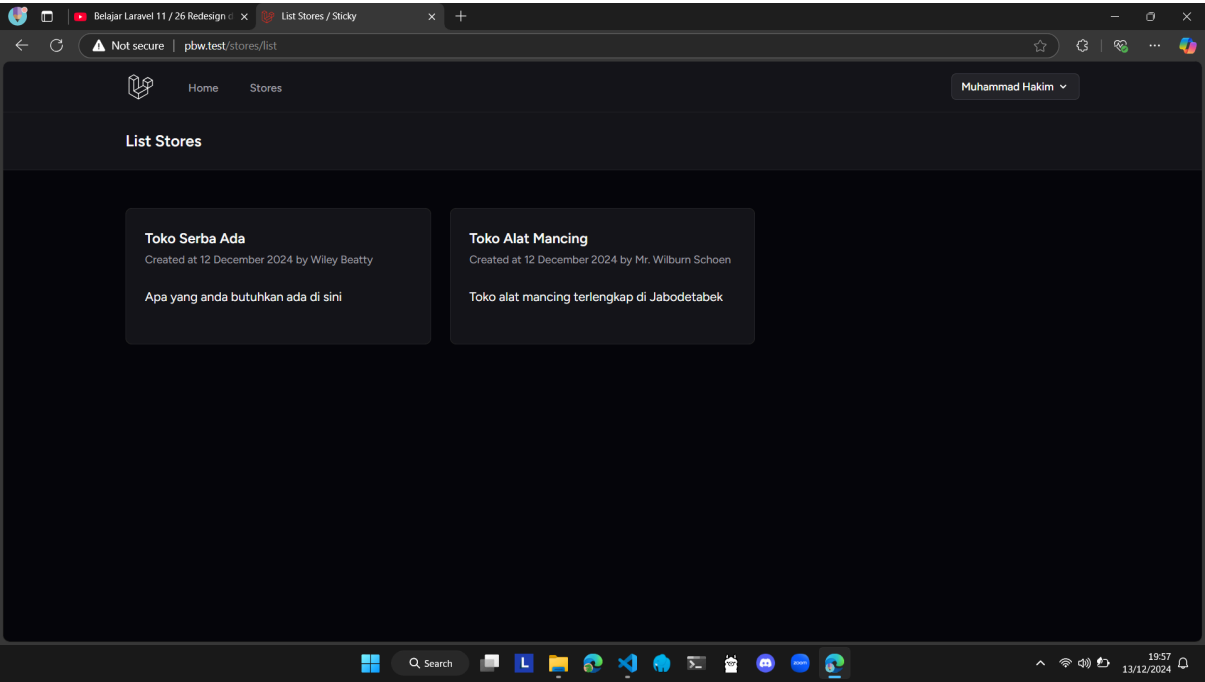 Belajar Laravel 11 / 26 Redesign d
List Stores / Sticky
Not secure
pbw.test/stores/list
Home
Stores
Muhammad Hakim
List Stores
Toko Serba Ada
Created at 12 December 2024 by Wiley Beatty
Apa yang anda butuhkan ada di sini
Toko Alat Mancing
Created at 12 December 2024 by Mr. Wilburn Schoen
Toko alat mancing terlengkap di Jabodetabek
Search
L
zoom
19:57
13/12/2024